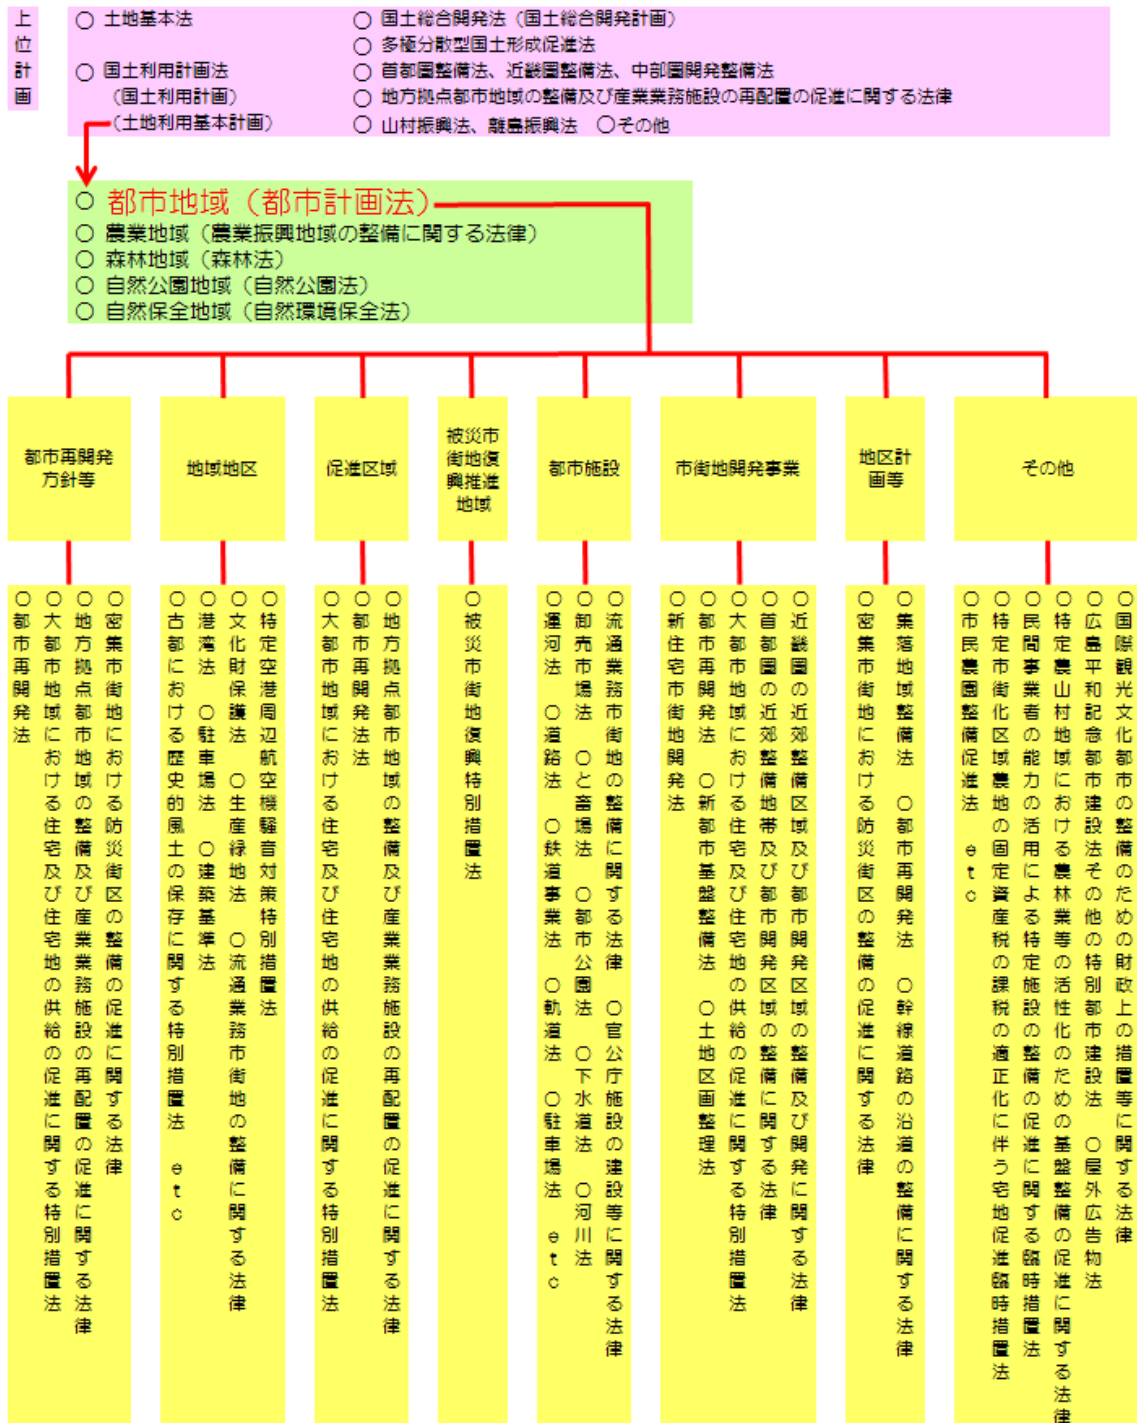 上位計画
○ 土地基本法
○ 国土利用計画法
（国土利用計画）
（土地利用基本計画）
○ 国土総合開発法（国土総合開発計画）
○ 多極分散型国土形成促進法
○ 首都圏整備法、近畿圏整備法、中部圏開発整備法
○ 地方拠点都市地域の整備及び産業業務施設の再配置の促進に関する法律
○ 山村振興法、離島振興法　○その他
○ 都市地域（都市計画法）
○ 農業地域（農業振興地域の整備に関する法律）
○ 森林地域（森林法）
○ 自然公園地域（自然公園法）
○ 自然保全地域（自然環境保全法）
都市再開発
方針等
地域地区
促進区域
被災市
街地復
興推進
地域
都市施設
市街地開発事業
地区計
画等
その他
○密集市街地における防災街区の整備の促進に関する法律
○地方拠点都市地域の整備及び産業業務施設の再配置の促進に関する法律
○大都市地域における住宅及び住宅地の供給の促進に関する特別措置法
○都市再開発法
○特定空港周辺航空機騒音対策特別措置法
○文化財保護法　○生産緑地法　○流通業務市街地の整備に関する法律
○港湾法　○駐車場法　○建築基準法
○古都における歴史的風土の保存に関する特別措置法　ｅｔｃ
○地方拠点都市地域の整備及び産業業務施設の再配置の促進に関する法律
○都市再開発法
○大都市地域における住宅及び住宅地の供給の促進に関する特別措置法
○被災市街地復興特別措置法
○流通業務市街地の整備に関する法律　○官公庁施設の建設等に関する法律
○卸売市場法　○と畜場法　○都市公園法　○下水道法　○河川法
○運河法　○道路法　○鉄道事業法　○軌道法　○駐車場法　ｅｔｃ
○近畿圏の近郊整備区域及び都市開発区域の整備及び開発に関する法律
○首都圏の近郊整備地帯及び都市開発区域の整備に関する法律
○大都市地域における住宅及び住宅地の供給の促進に関する特別措置法
○都市再開発法　○新都市基盤整備法　○土地区画整理法
○新住宅市街地開発法
○集落地域整備法　○都市再開発法　○幹線道路の沿道の整備に関する法律
○密集市街地における防災街区の整備の促進に関する法律
○国際観光文化都市の整備のための財政上の措置等に関する法律
○広島平和記念都市建設法その他の特別都市建設法　○屋外広告物法
○特定農山村地域における農林業等の活性化のための基盤整備の促進に関する法律
○民間事業者の能力の活用による特定施設の整備の促進に関する臨時措置法
○特定市街化区域農地の固定資産税の課税の適正化に伴う宅地促進臨時措置法
○市民農園整備促進法　ｅｔｃ